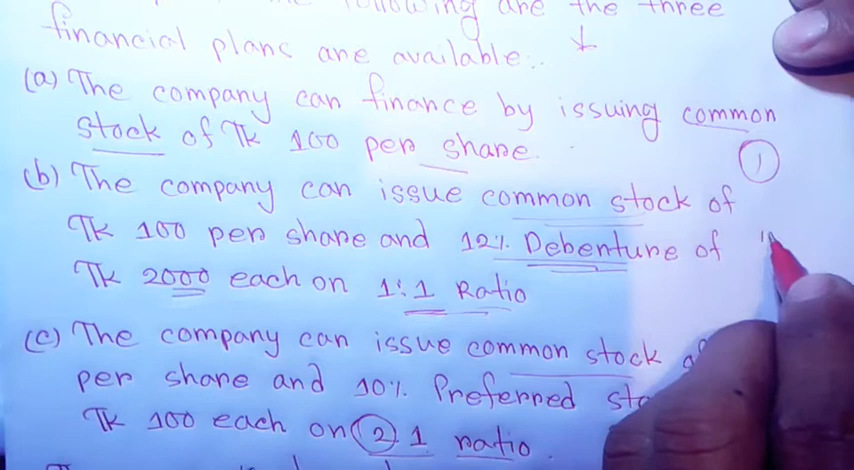 following are the three
financial plans are available..
(a) The company can finance by issuing common
stock of TK 100 per share.
1
(b) The company can issue common stock of
TK 100 per share and 12% Debenture of
TK 2000 each on 1:1 Ratio
(c) The company can issue common stock
per share and 10% Preferred
TK 100 each on 2:1 ratio.